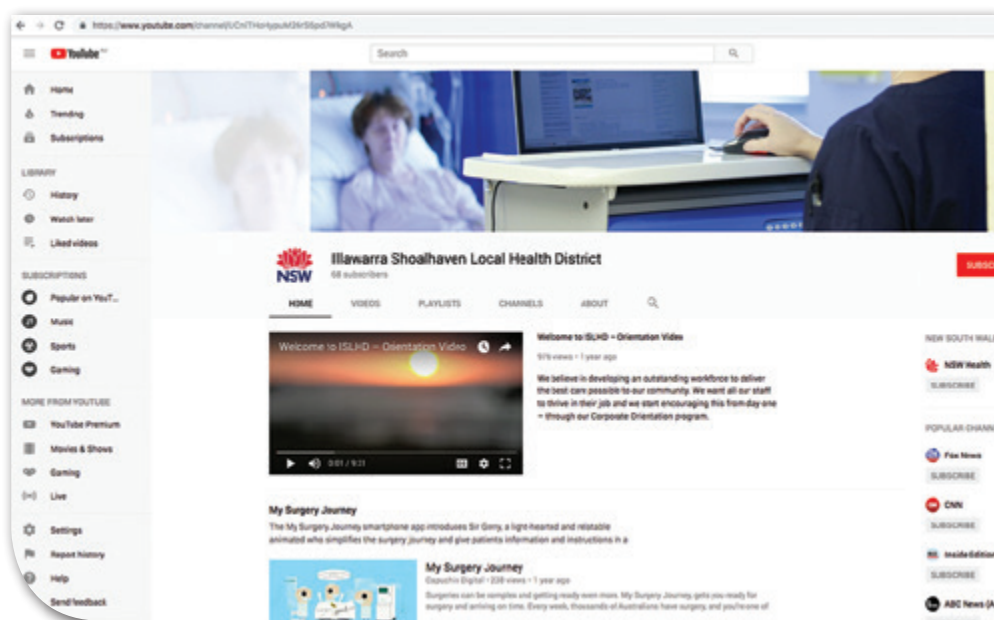 https://www.youtube.com/channel/
YouTube
Search
Home
Trending
Subscriptions
LIBRARY
History
Watch later
Liked videos
SUBSCRIPTIONS
Popular on YouT...
Music
Sports
Gaming
MORE FROM YOUTUBE
YouTube Premium
Movies & Shows
Gaming
Live
Settings
Report history
Help
Send feedback
NSW
Illawarra Shoalhaven Local Health District
68 subscribers
SUBSC
HOME VIDEOS PLAYLISTS CHANNELS ABOUT
Welcome to ISLHD – Orientation Video
0:01 / 9:31
Welcome to ISLHD – Orientation Video
976 views • 1 year ago
We believe in developing an outstanding workforce to deliver
the best care possible to our community. We want all our staff
to thrive in their job and we start encouraging this from day one
– through our Corporate Orientation program.
My Surgery Journey
The My Surgery Journey smartphone app introduces Sir Gerry, a light-hearted and relatable
animated who simplifies the surgery journey and give patients information and instructions in a
My Surgery Journey
Capuchin Digital • 238 views • 1 year ago
Surgeries can be complex and getting ready even more. My Surgery Journey, gets you ready for
surgery and arriving on time. Every week, thousands of Australians have surgery, and you're one of
NEW SOUTH WAL
NSW Health
SUBSCRIBE
POPULAR CHANN
Fox News
SUBSCRIBE
CNN
SUBSCRIBE
Inside Edition
SUBSCRIBE
ABC News (A